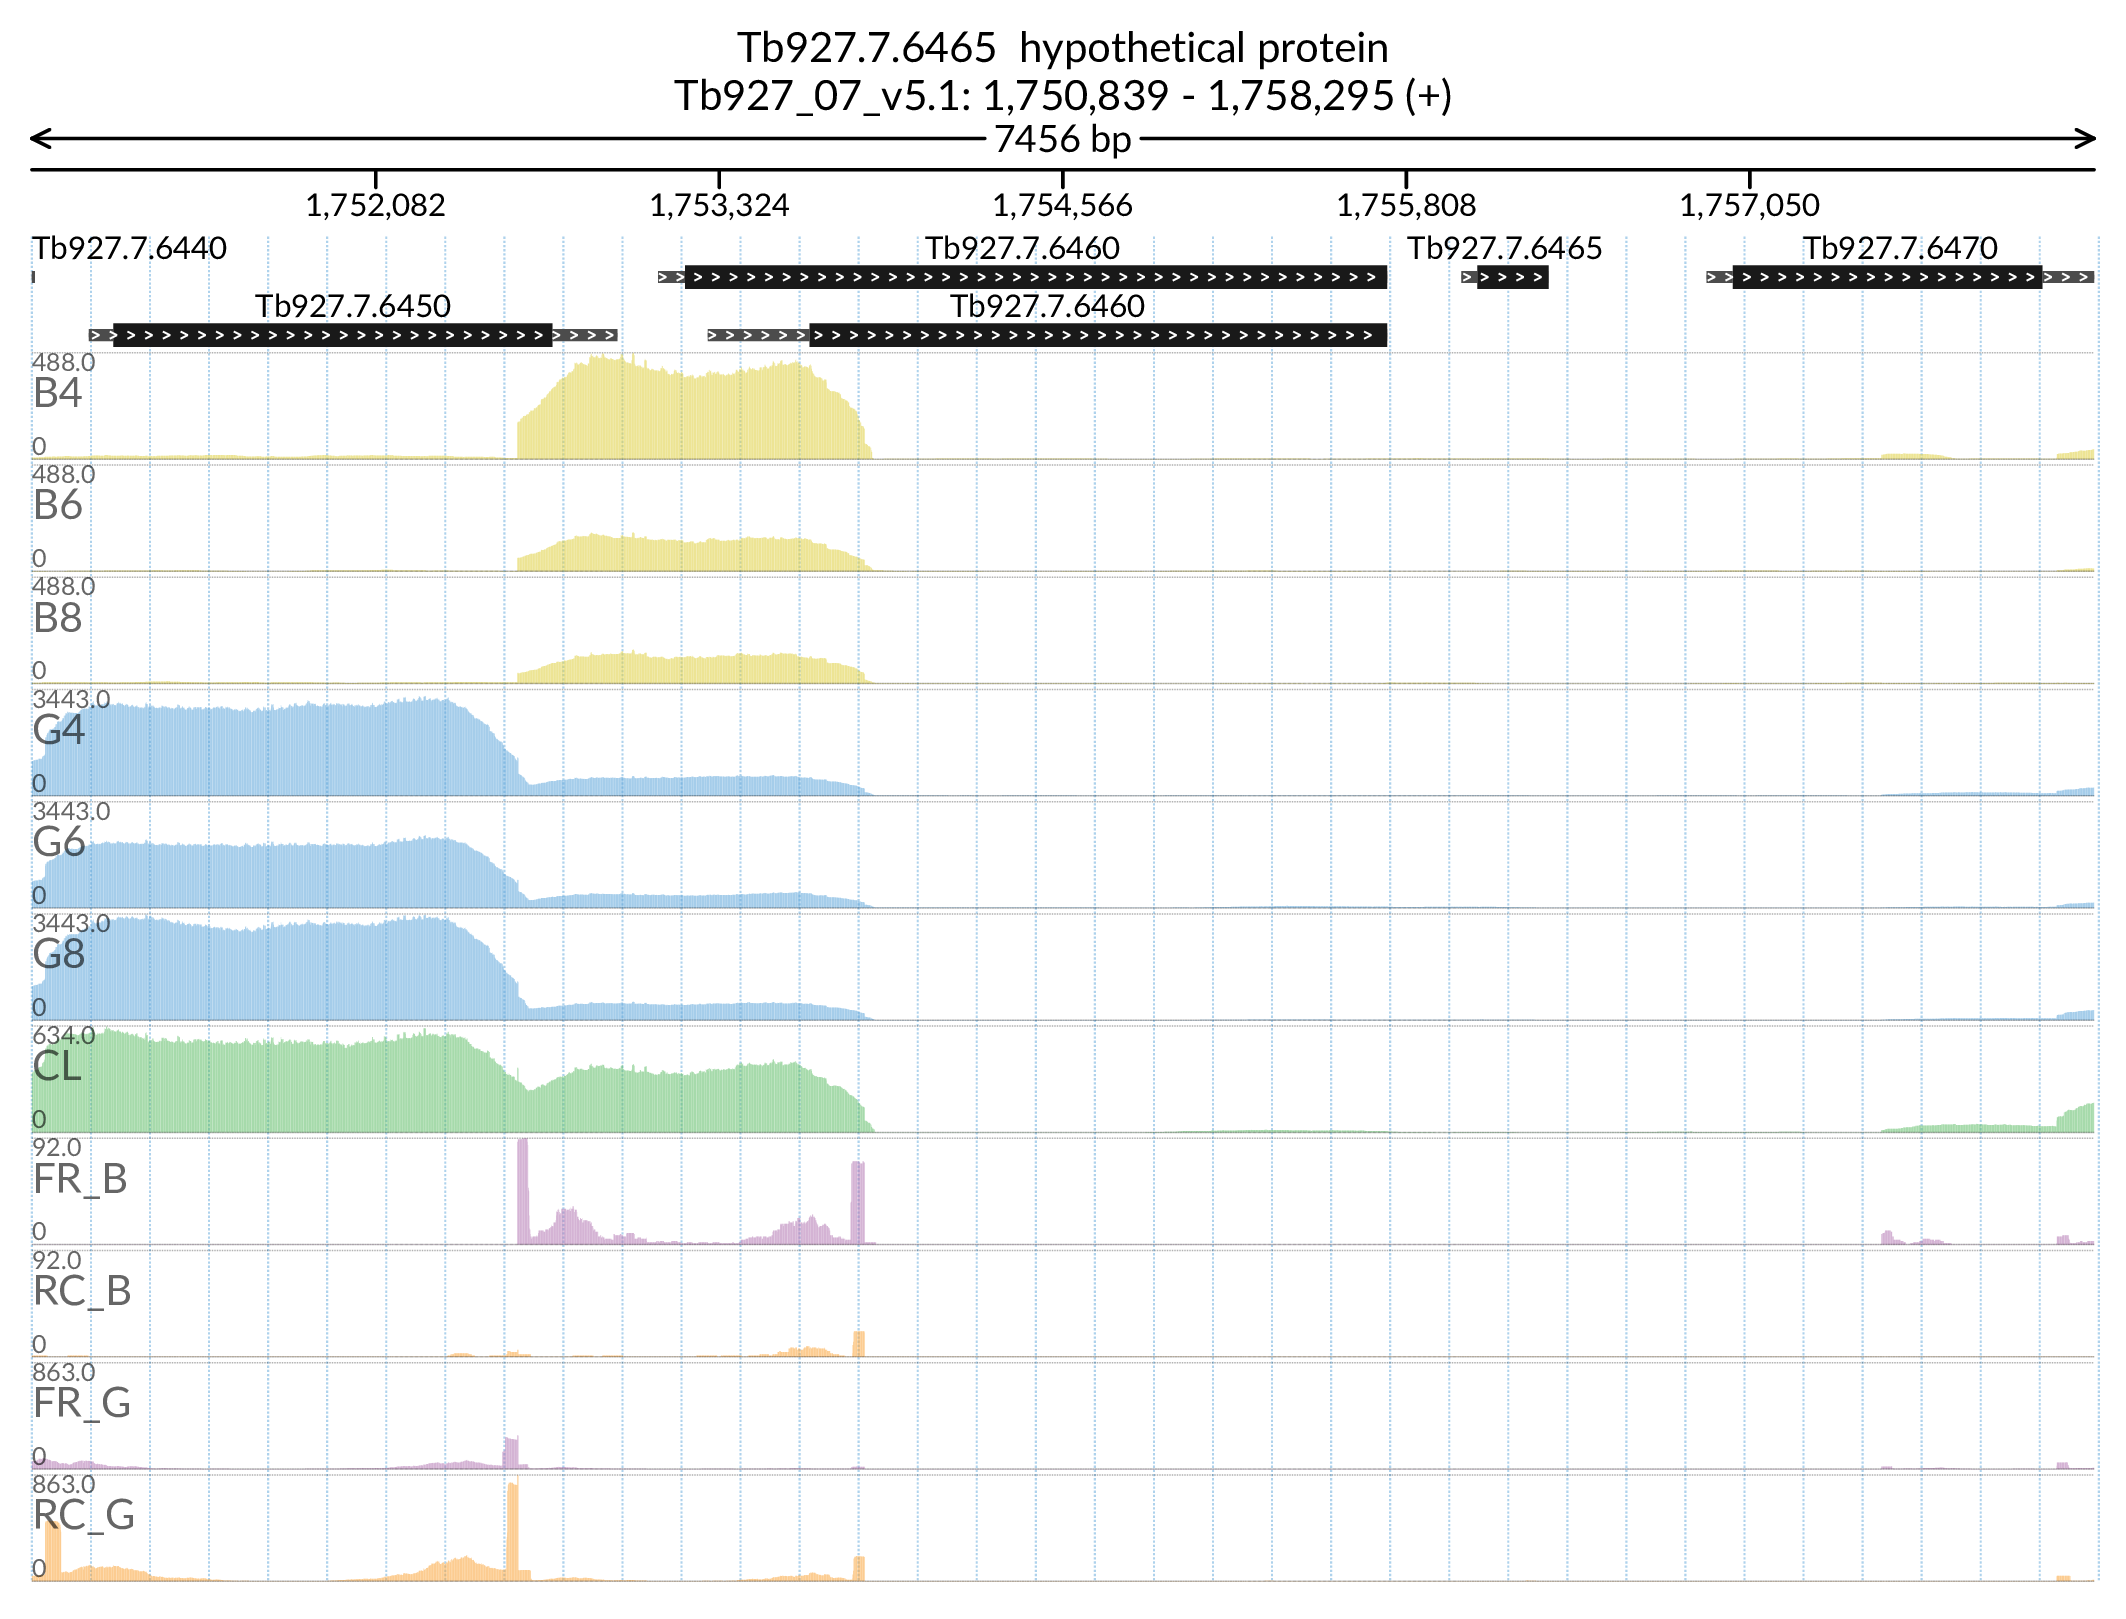 Tb927.7.6465 hypothetical protein
Tb927_07_v5.1: 1,750,839 - 1,758,295 (+)
7456 bp
1,752,082 1,753,324 1,754,566 1,755,808 1,757,050
Tb927.7.6440 Tb927.7.6460 Tb927.7.6465 Tb927.7.6470
Tb927.7.6450 Tb927.7.6460
488.0
B4
0
488.0
B6
0
488.0
B8
0
3443.0
G4
0
3443.0
G6
0
3443.0
G8
0
634.0
CL
0
92.0
FR_B
0
92.0
RC_B
0
863.0
FR_G
0
863.0
RC_G
0